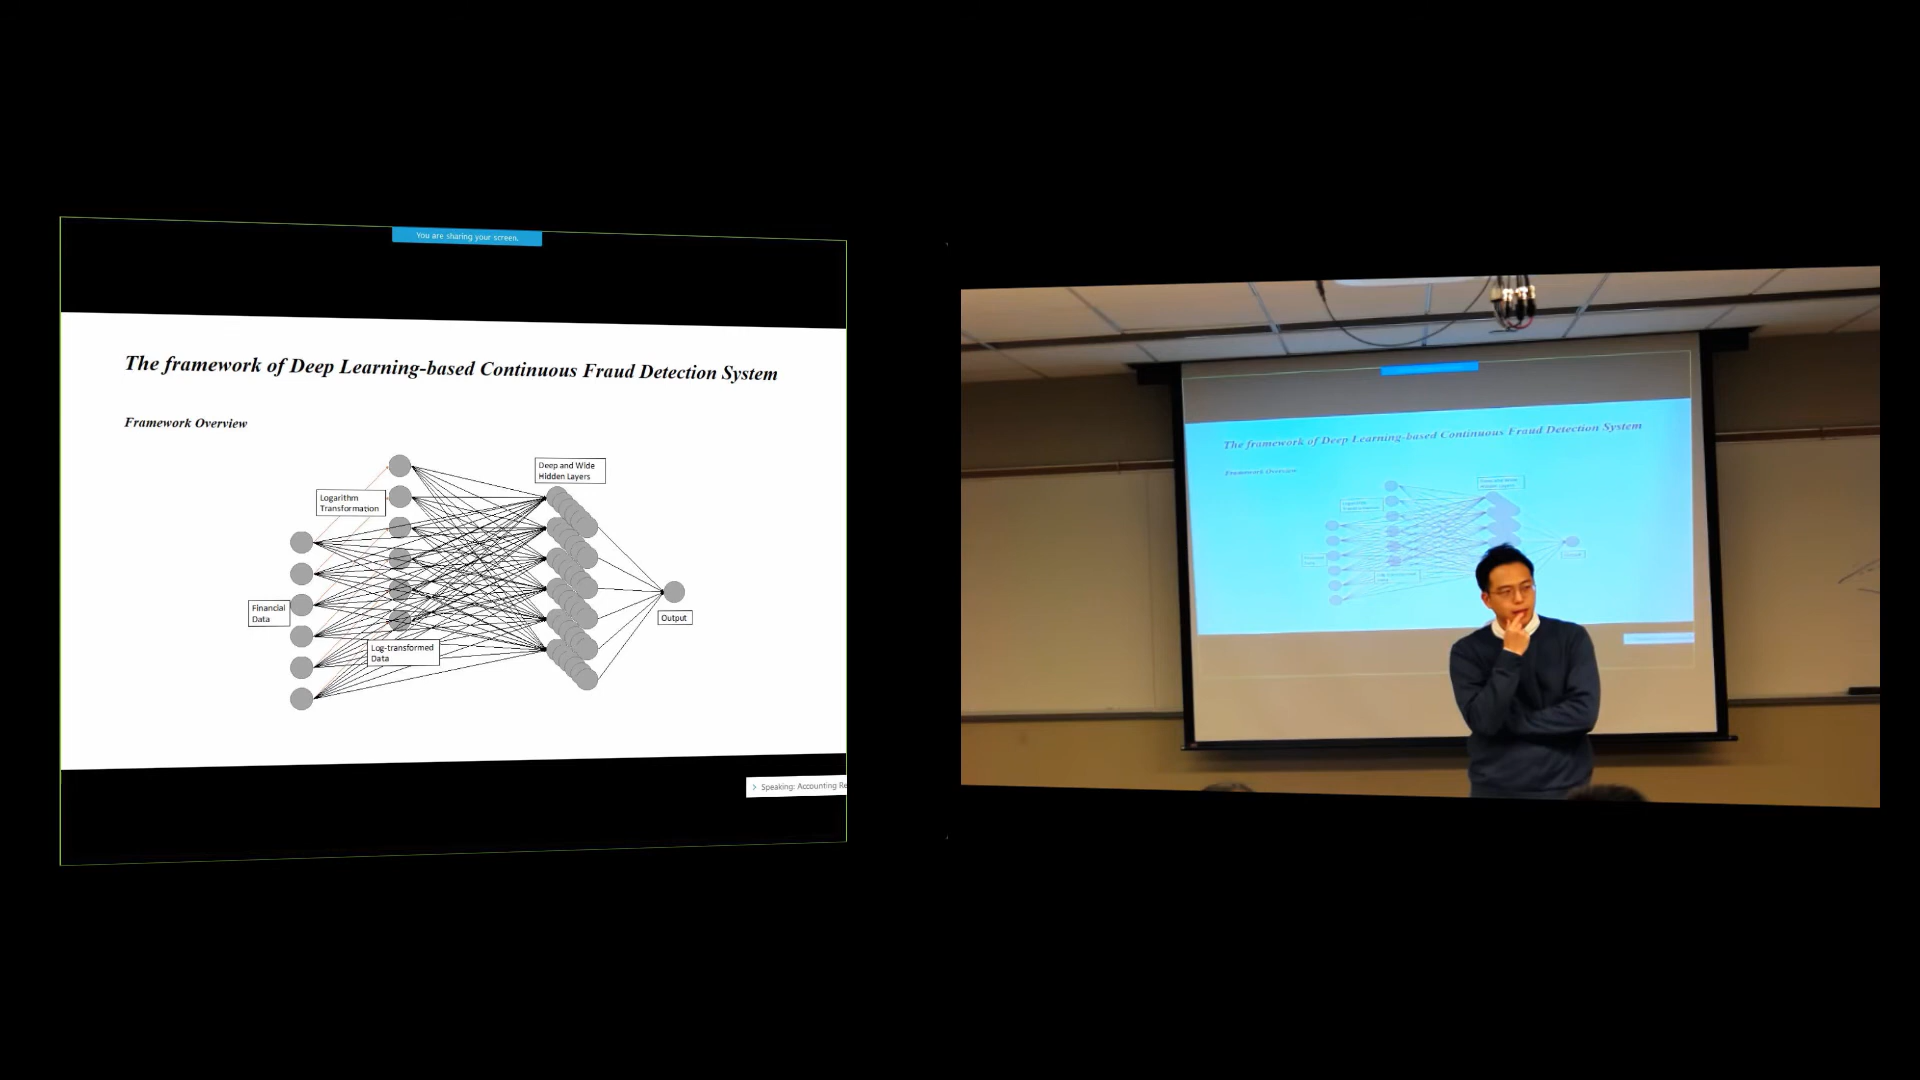 You are sharing your screen.
The framework of Deep Learning-based Continuous Fraud Detection System
Framework Overview
Deep and Wide
Hidden Layers
Logarithm
Transformation
Financial
Data
Output
Log-transformed
Data
Speaking: Accounting Re
The framework of Deep Learning-based Continuous Fraud Detection System
Framework Overview